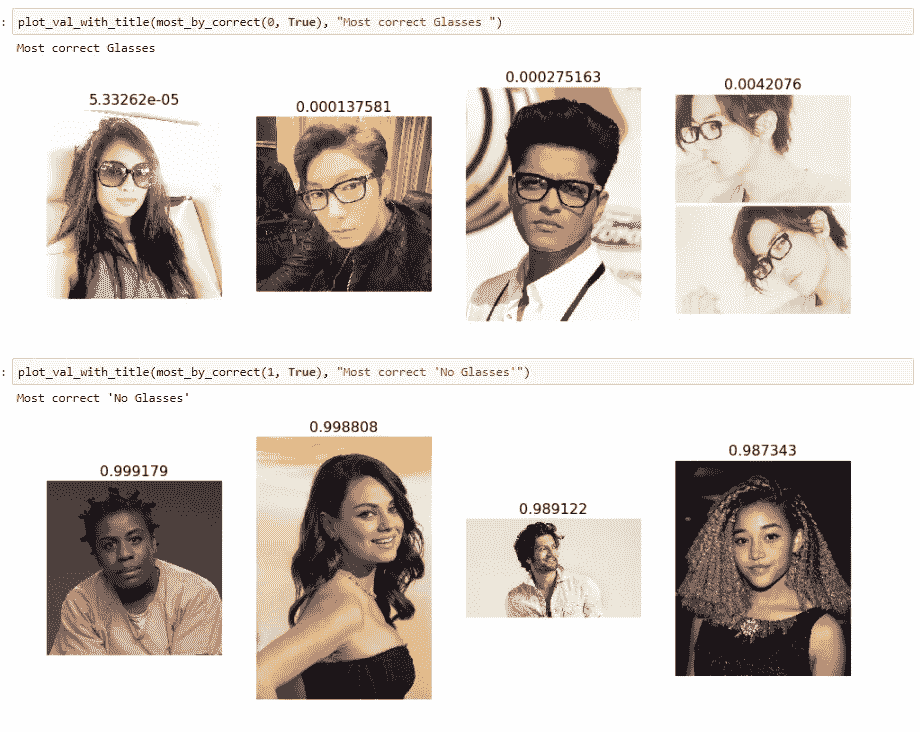 : plot_val_with_title(most_by_correct(0, True), "Most correct Glasses ")
Most correct Glasses
5.33262e-05
0.000137581
0.000275163
0.0042076
: plot_val_with_title(most_by_correct(1, True), "Most correct 'No Glasses'")
Most correct 'No Glasses'
0.999179
0.998808
0.989122
0.987343